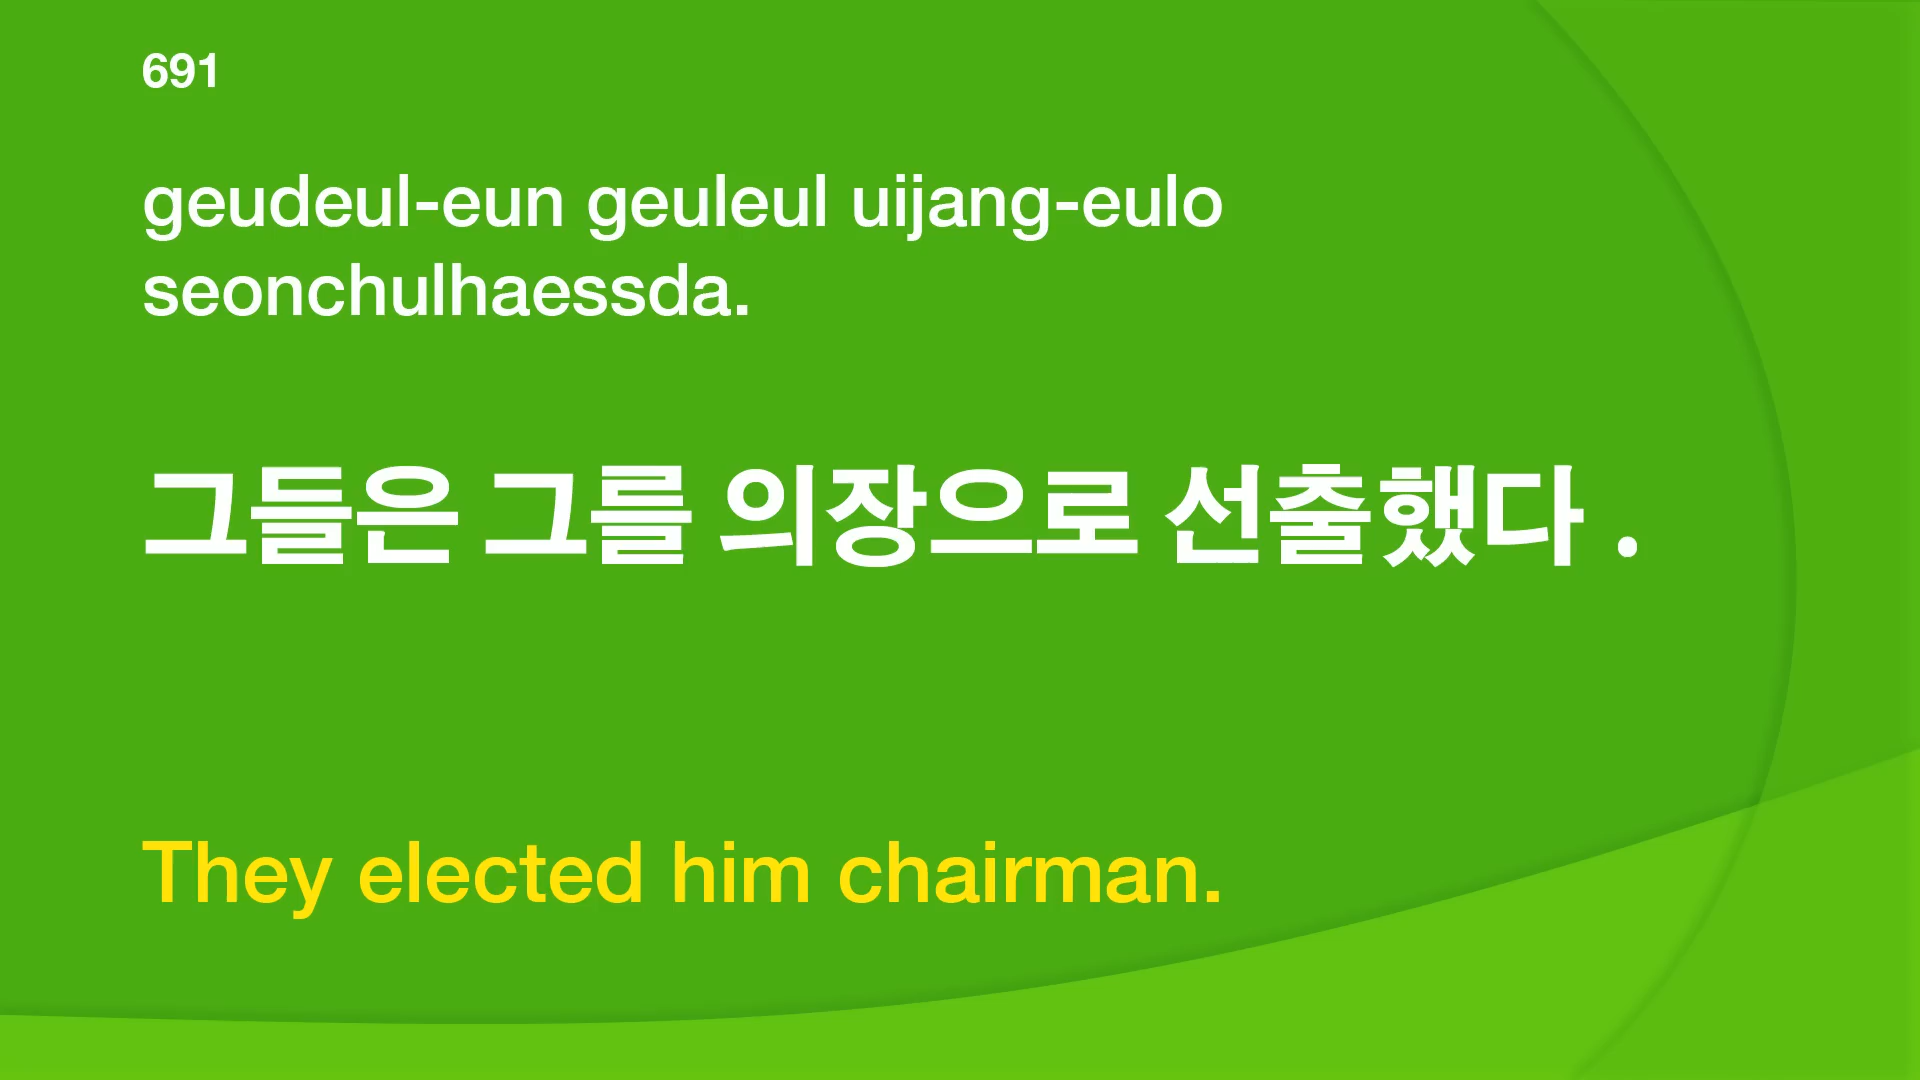 691
geudeul-eun geuleul uijang-eulo
seonchulhaessda.
그들은 그를 의장으로 선출했다 .
They elected him chairman.